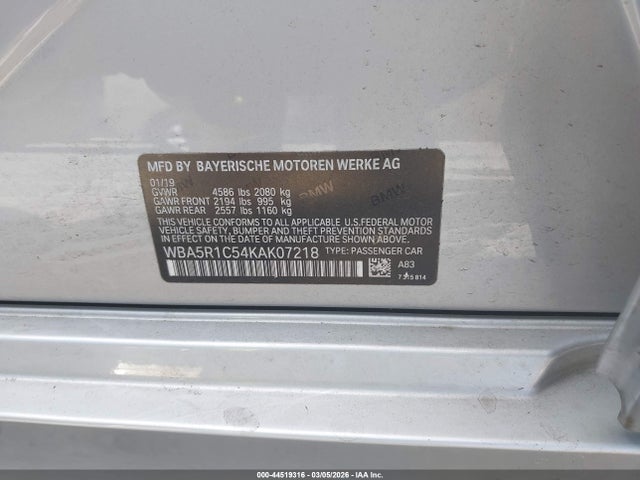 MFD BY BAYERISCHE MOTOREN WERKE AG
01/19
GVWR 4586 lbs 2080 kg
GAWR FRONT 2194 lbs 995 kg
GAWR REAR 2557 lbs 1160 kg
THIS VEHICLE CONFORMS TO ALL APPLICABLE U.S.FEDERAL MOTOR
VEHICLE SAFETY, BUMPER AND THEFT PREVENTION STANDARDS
IN EFFECT ON THE DATE OF MANUFACTURE SHOWN ABOVE.
WBA5R1C54KAK07218 TYPE: PASSENGER CAR
A83
7315814
BMW
BMW
000-44519316 - 03/05/2026 - IAA Inc.